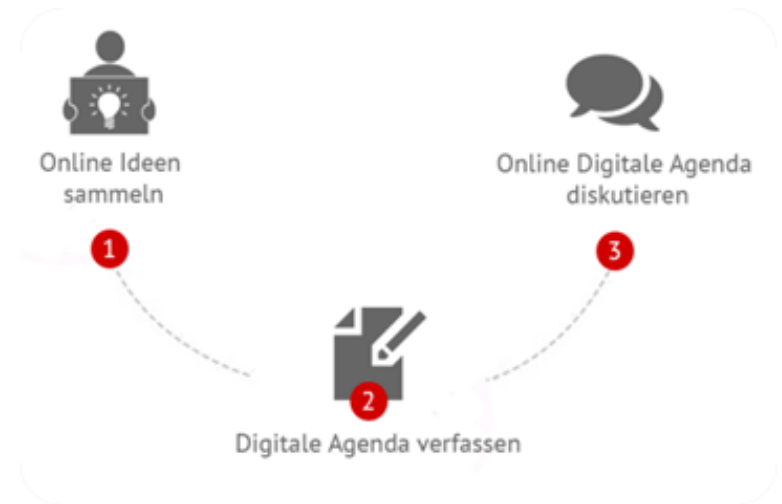 Online Ideen
sammeln
1
Online Digitale Agenda
diskutieren
3
2
Digitale Agenda verfassen